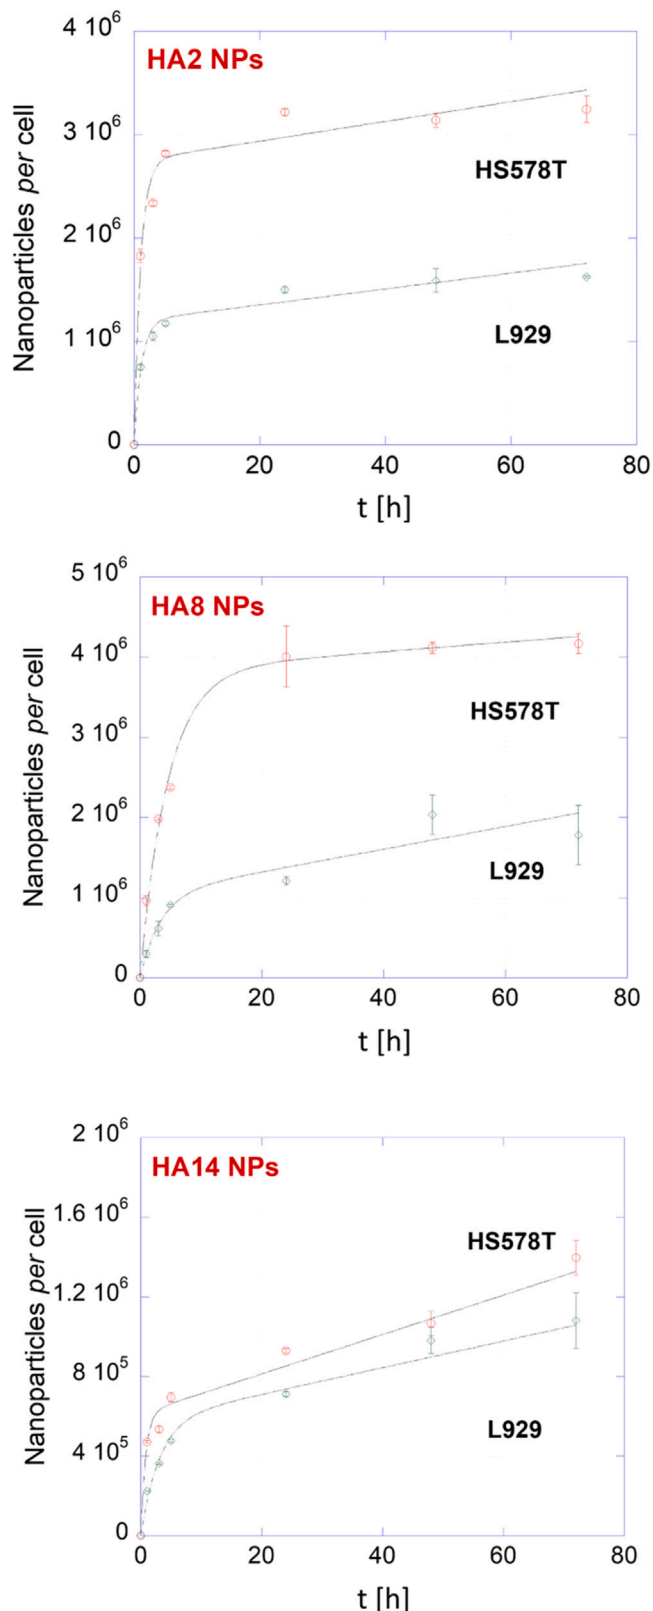 HA2 NPs
Nanoparticles per cell
4 10⁶
3 10⁶
2 10⁶
1 10⁶
0
HS578T
L929
0 20 40 60 80
t [h]
HA8 NPs
Nanoparticles per cell
5 10⁶
4 10⁶
3 10⁶
2 10⁶
1 10⁶
0
HS578T
L929
0 20 40 60 80
t [h]
HA14 NPs
Nanoparticles per cell
2 10⁶
1.6 10⁶
1.2 10⁶
8 10⁵
4 10⁵
0
HS578T
L929
0 20 40 60 80
t [h]